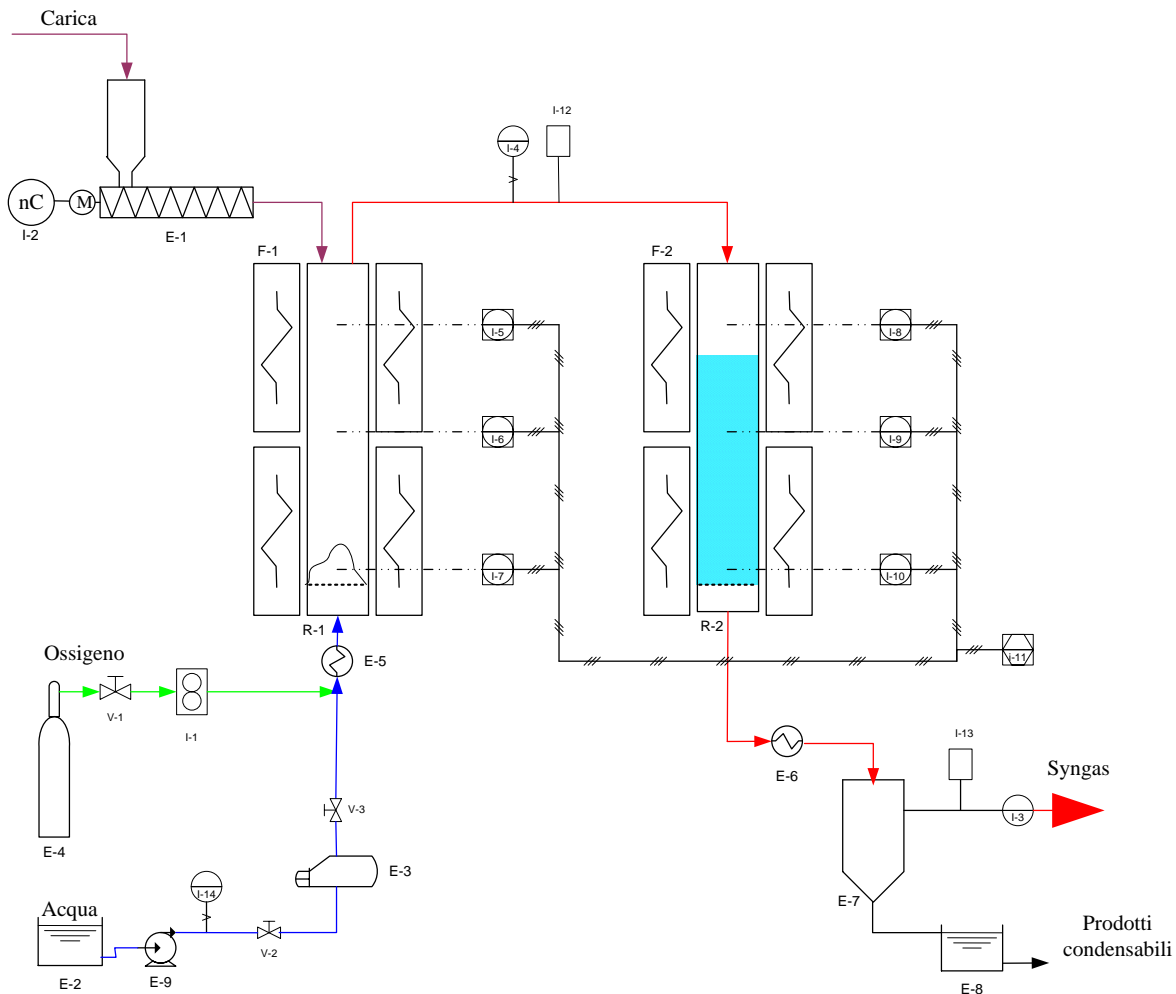 Carica
I-12
I-4
nC
M
I-2
E-1
F-1
F-2
I-5
I-8
I-6
I-9
I-7
I-10
R-1
R-2
Ossigeno
E-5
i-11
V-1
I-1
I-13
E-6
Syngas
V-3
I-3
E-4
E-3
I-14
E-7
Acqua
V-2
Prodotti
condensabili
E-2
E-9
E-8